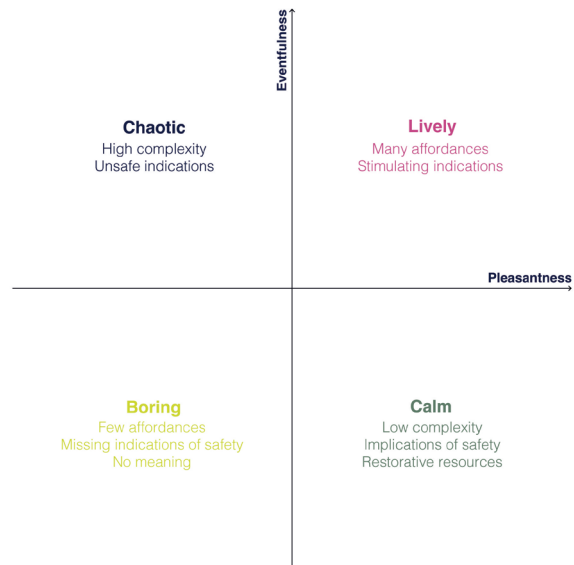 Eventfulness
Chaotic
High complexity
Unsafe indications
Lively
Many affordances
Stimulating indications
Pleasantness
Boring
Few affordances
Missing indications of safety
No meaning
Calm
Low complexity
Implications of safety
Restorative resources